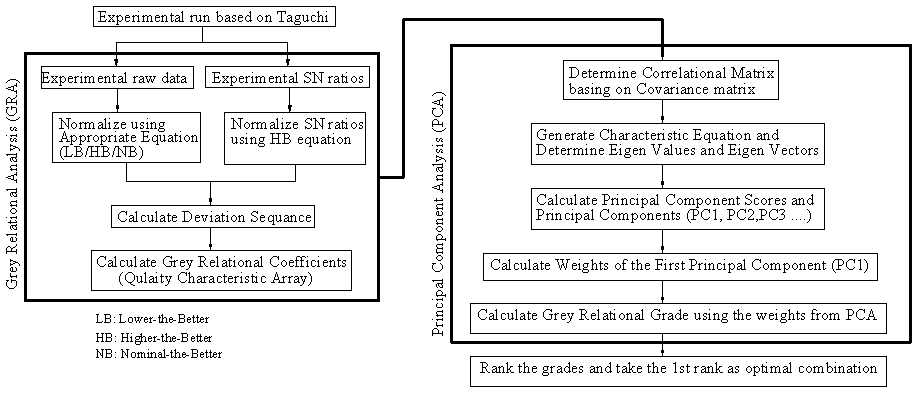 Experimental run based on Taguchi
Grey Relational Analysis (GRA)
Experimental raw data
Experimental SN ratios
Normalize using
Appropriate Equation
(LB/HB/NB)
Normalize SN ratios
using HB equation
Calculate Deviation Sequence
Calculate Grey Relational Coefficients
(Qulaity Characteristic Array)
LB: Lower-the-Better
HB: Higher-the-Better
NB: Nominal-the-Better
Principal Component Analysis (PCA)
Determine Correlational Matrix
basing on Covariance matrix
Generate Characteristic Equation and
Determine Eigen Values and Eigen Vectors
Calculate Principal Component Scores and
Principal Components (PC1, PC2,PC3 ....)
Calculate Weights of the First Principal Component (PC1)
Calculate Grey Relational Grade using the weights from PCA
Rank the grades and take the 1st rank as optimal combination